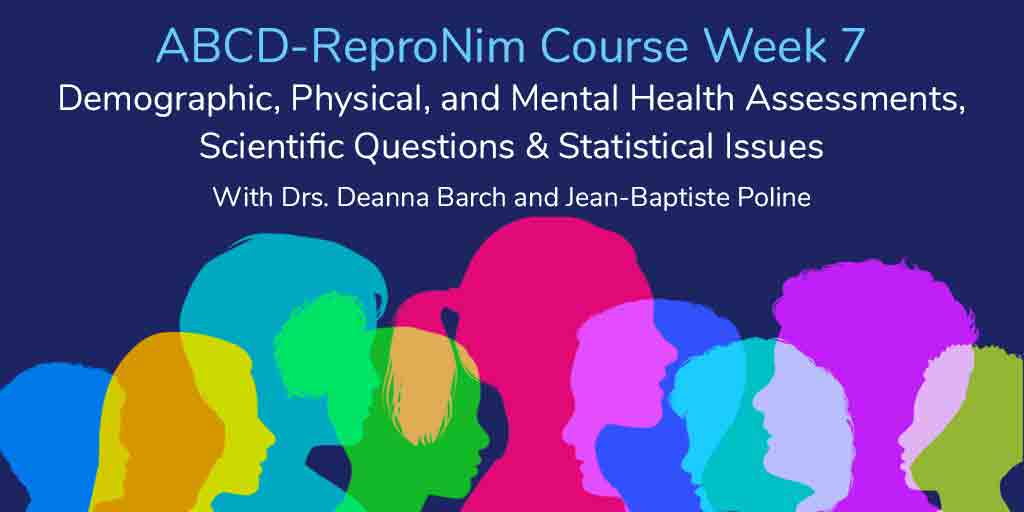 ABCD-ReproNim Course Week 7
Demographic, Physical, and Mental Health Assessments,
Scientific Questions & Statistical Issues
With Drs. Deanna Barch and Jean-Baptiste Poline